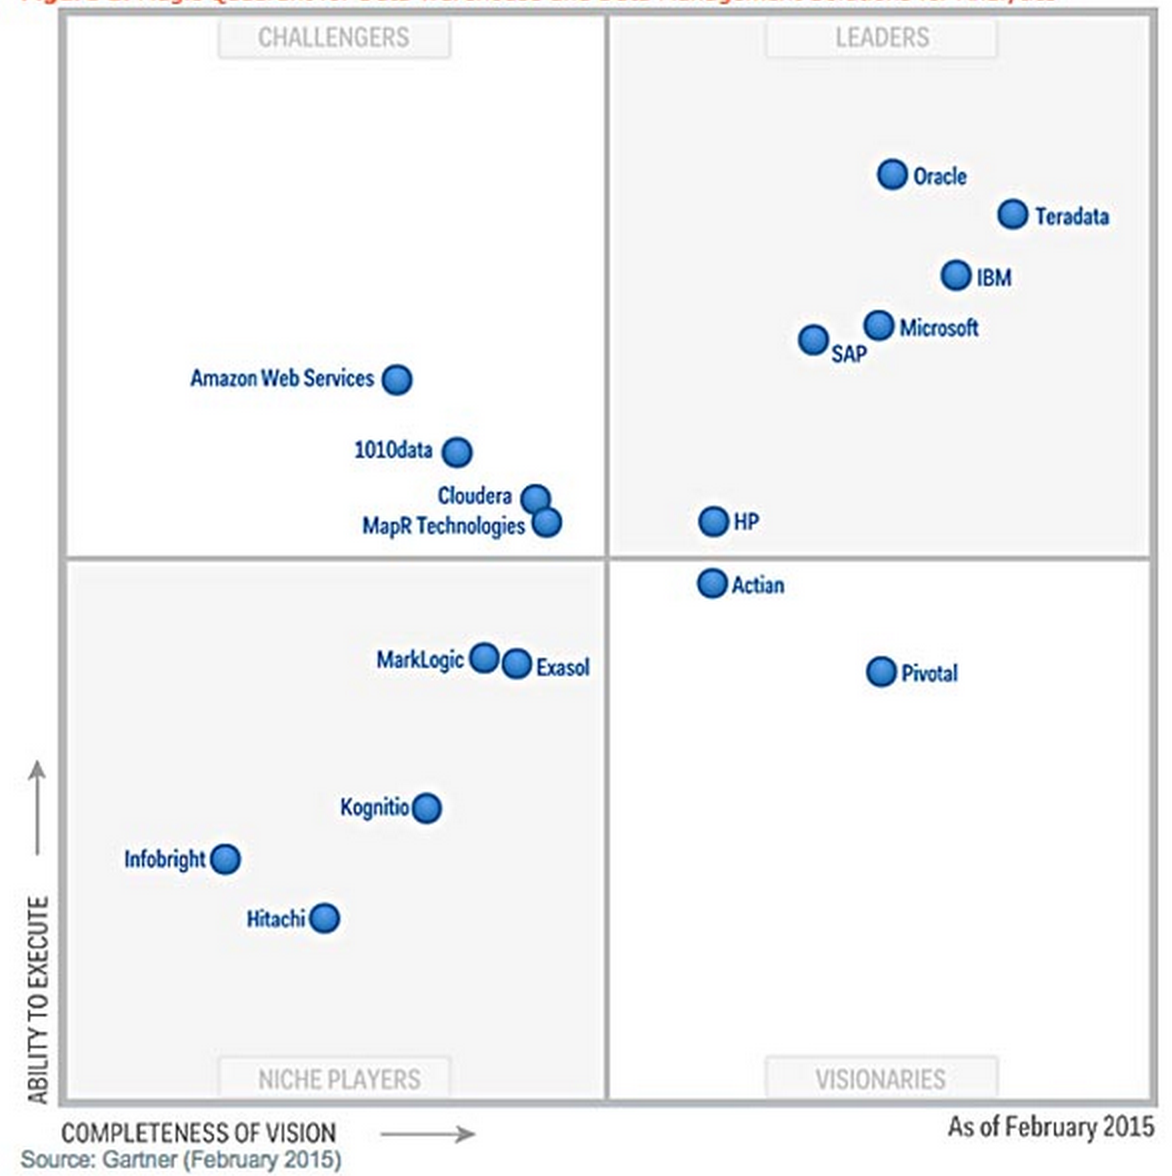 CHALLENGERS
LEADERS
Oracle
Teradata
IBM
Microsoft
SAP
Amazon Web Services
1010data
Cloudera
MapR Technologies
HP
Actian
MarkLogic
Exasol
Pivotal
Kognitio
Infobright
Hitachi
ABILITY TO EXECUTE
NICHE PLAYERS
VISIONARIES
COMPLETENESS OF VISION
As of February 2015
Source: Gartner (February 2015)